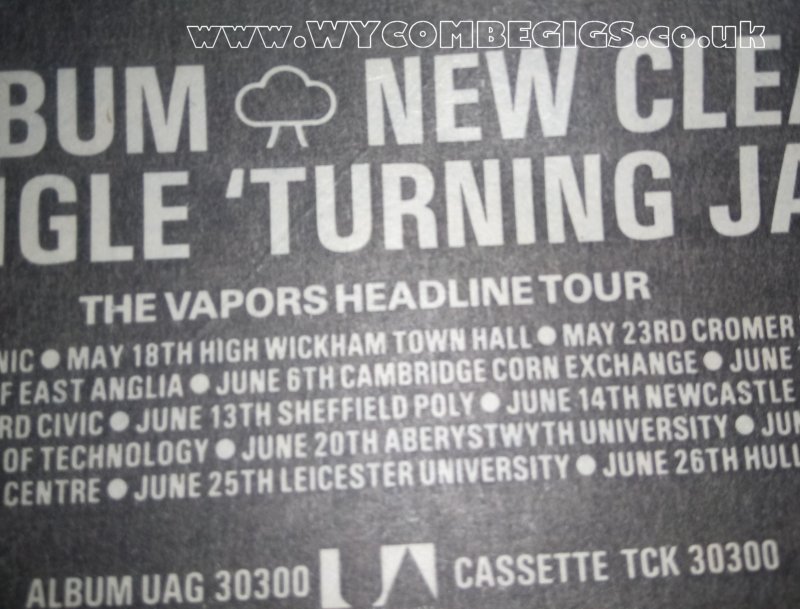 www.WYCOMBEGIGS.co.uk
BUM NEW CLEA
NGLE 'TURNING JA
THE VAPORS HEADLINE TOUR
NIC ● MAY 18TH HIGH WICKHAM TOWN HALL ● MAY 23RD CROMER
F EAST ANGLIA ● JUNE 6TH CAMBRIDGE CORN EXCHANGE ● JUNE
RD CIVIC ● JUNE 13TH SHEFFIELD POLY ● JUNE 14TH NEWCASTLE
OF TECHNOLOGY ● JUNE 20TH ABERYSTWYTH UNIVERSITY ● JUN
CENTRE ● JUNE 25TH LEICESTER UNIVERSITY ● JUNE 26TH HULL
ALBUM UAG 30300 UA CASSETTE TCK 30300